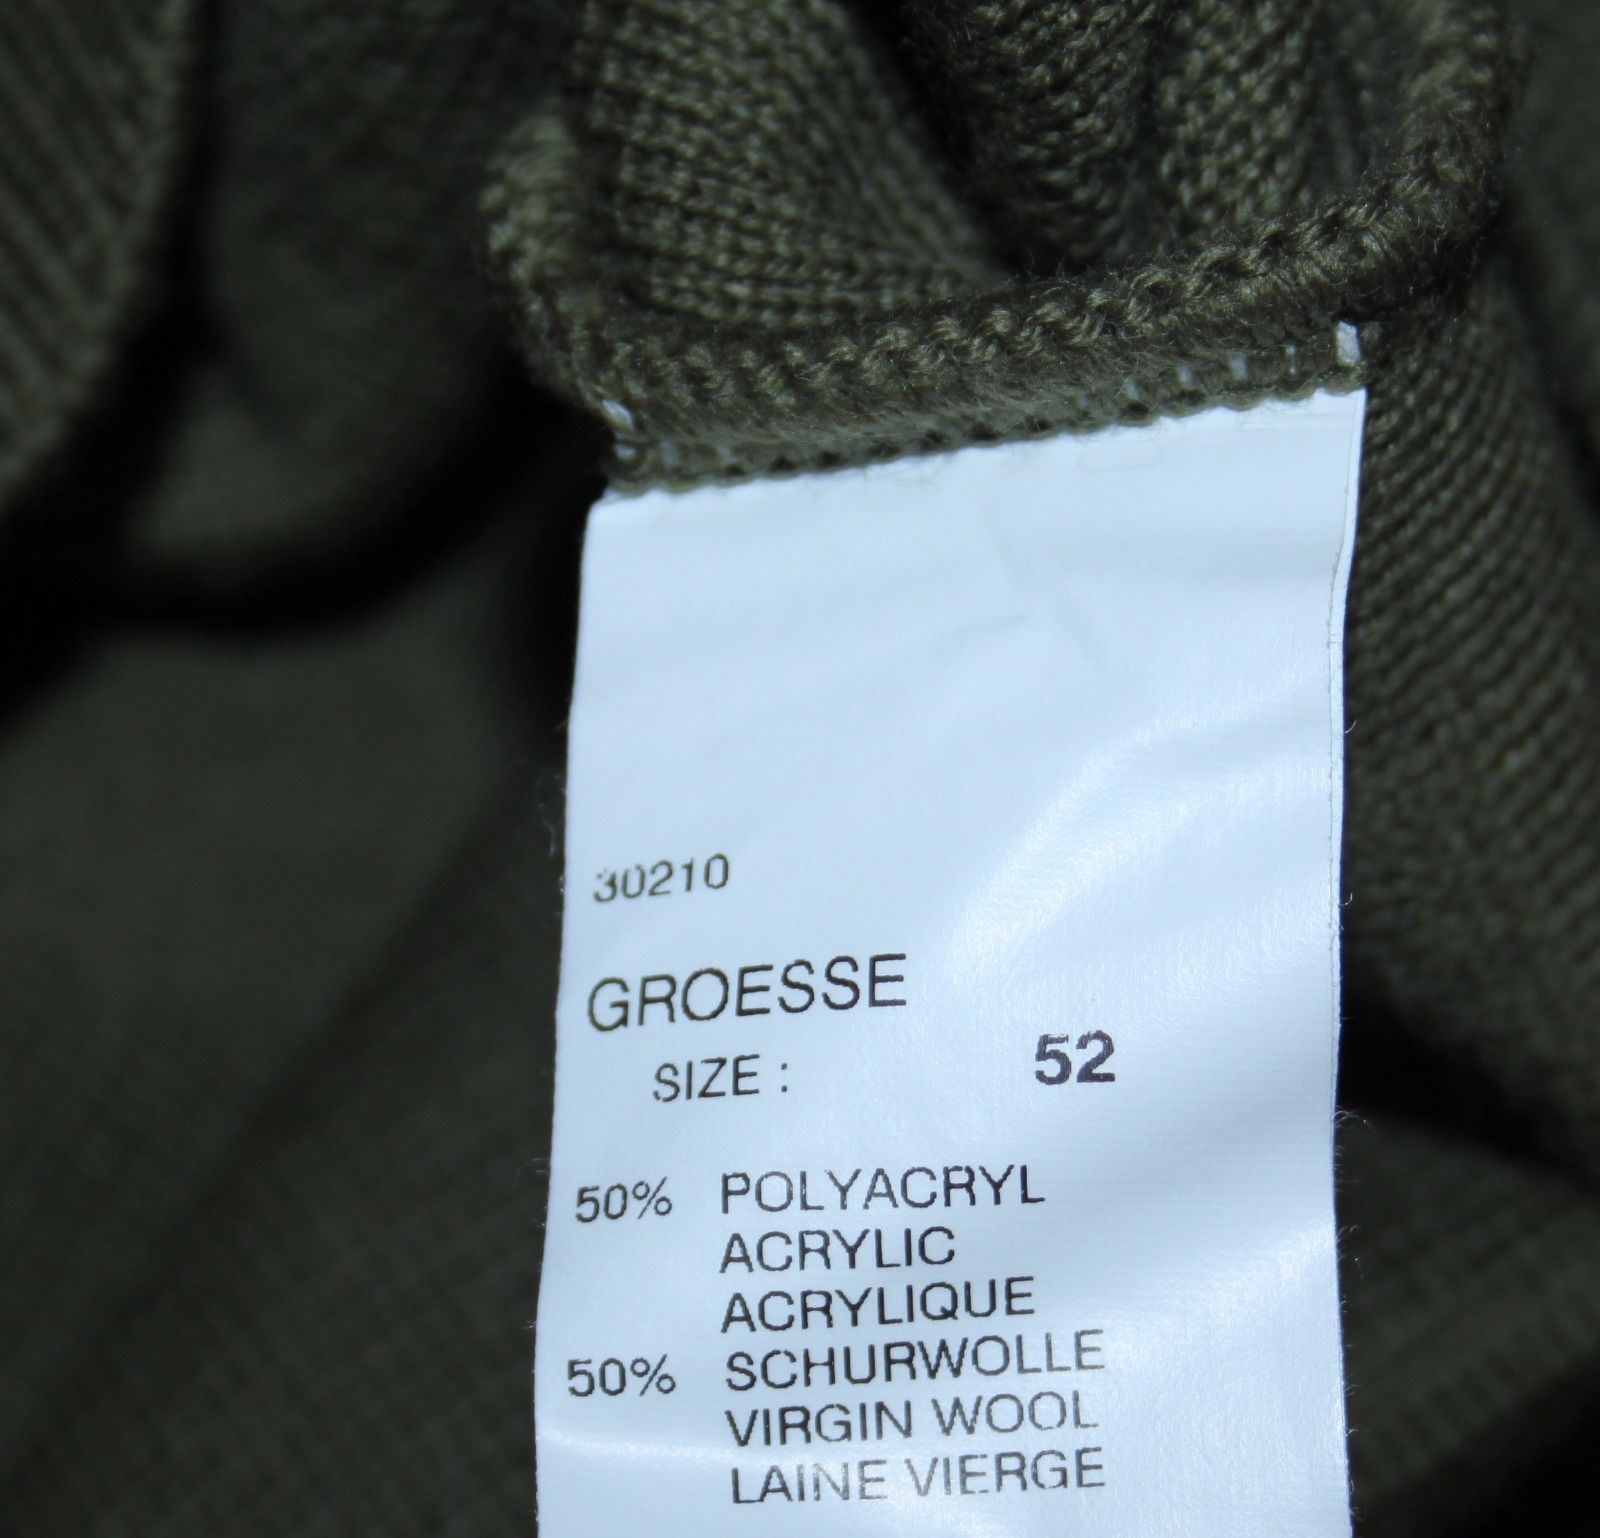 30210
GROESSE
SIZE : 52
50% POLYACRYL
ACRYLIC
ACRYLIQUE
50% SCHURWOLLE
VIRGIN WOOL
LAINE VIERGE